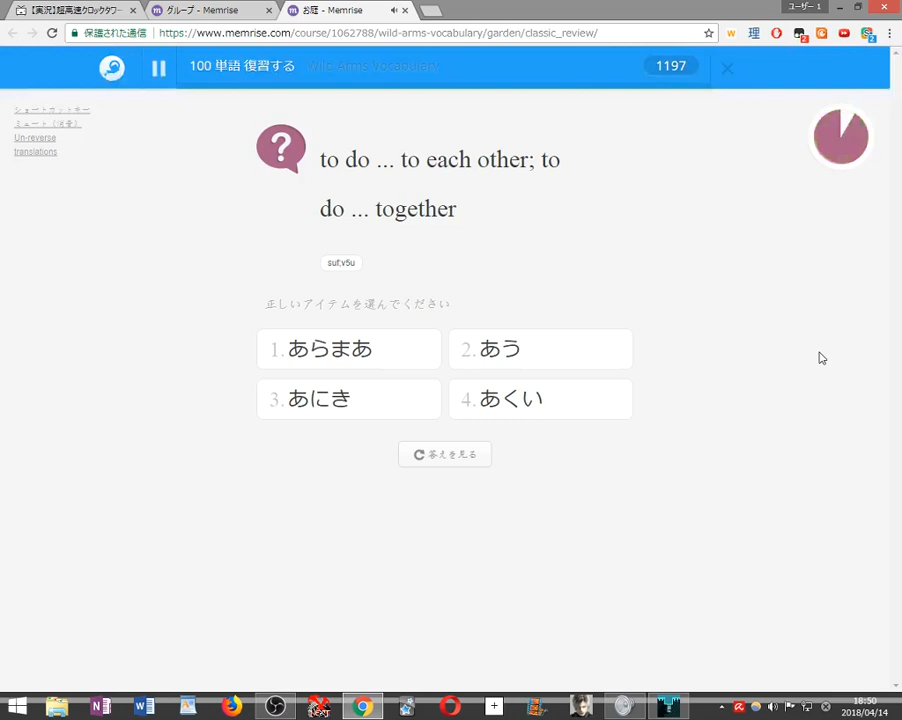 【実況】超高速クロックタワー
グループ - Memrise
お庭 - Memrise
ユーザー 1
保護された通信
https://www.memrise.com/course/1062788/wild-arms-vocabulary/garden/classic_review/
100 単語 復習する
Wild Arms Vocabulary
1197
ショートカットキー
Un-reverse
translations
to do ... to each other; to
do ... together
suf;v5u
正しいアイテムを選んでください
1. あらまあ
2. あう
3. あにき
4. あくい
答えを見る
18:50
2018/04/14